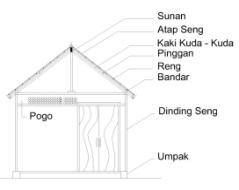 Sunan
Atap Seng
Kaki Kuda - Kuda
Pinggan
Reng
Bandar
Dinding Seng
Pogo
Umpak